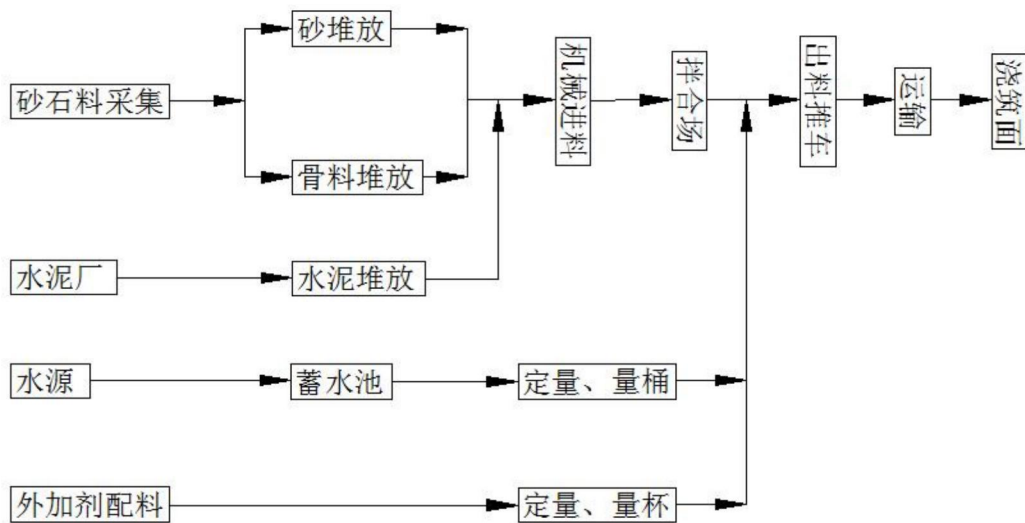 砂堆放
砂石料采集
骨料堆放
机械进料
拌合场
出料推车
运输
浇筑面
水泥厂
水泥堆放
水源
蓄水池
定量、量桶
外加剂配料
定量、量杯